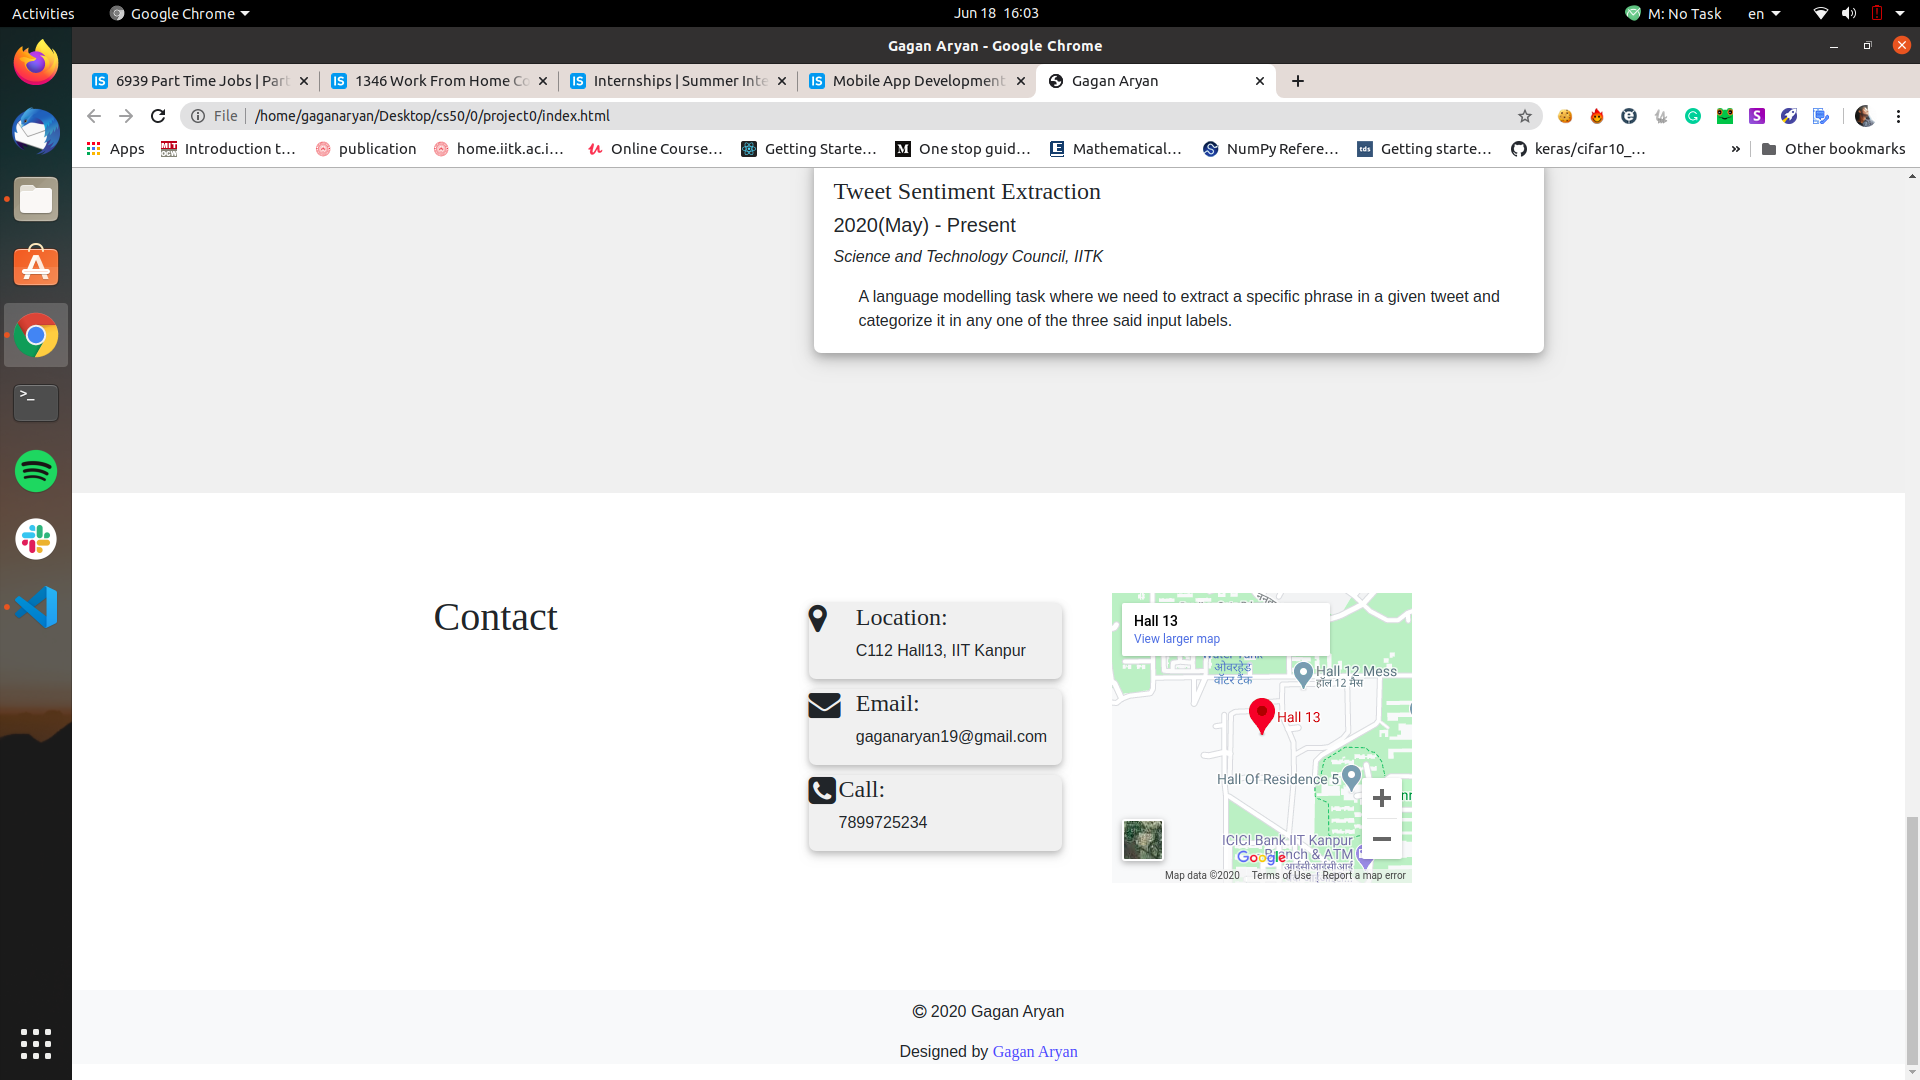 Activities
Google Chrome
Jun 18 16:03
M: No Task
en
Gagan Aryan - Google Chrome
6939 Part Time Jobs | Part
1346 Work From Home Co
Internships | Summer Inte
Mobile App Development
Gagan Aryan
File
/home/gaganaryan/Desktop/cs50/0/project0/index.html
Apps
Introduction t…
publication
home.iitk.ac.i…
Online Course…
Getting Starte…
One stop guid…
Mathematical…
NumPy Refere…
Getting starte…
keras/cifar10_…
»
Other bookmarks
Tweet Sentiment Extraction
2020(May) - Present
Science and Technology Council, IITK
A language modelling task where we need to extract a specific phrase in a given tweet and
categorize it in any one of the three said input labels.
Contact
Location:
C112 Hall13, IIT Kanpur
Email:
gaganaryan19@gmail.com
Call:
7899725234
Hall 13
View larger map
ओवरहेड
वॉटर टैंक
Hall 12 Mess
हॉल 12 मैस
Hall 13
Hall Of Residence 5
ICICI Bank IIT Kanpur
Branch & ATM
आईसीआईसीआई
Google
Map data ©2020
Terms of Use
Report a map error
© 2020 Gagan Aryan
Designed by Gagan Aryan